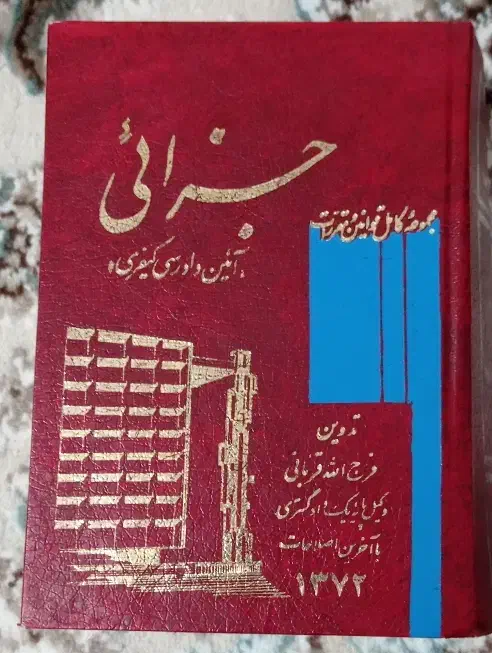 مجموعهٔ کامل قوانین و مقررات
جزائی
«آئین دادرسی کیفری»
تدوین
فرج الله قربانی
وکیل پایه یک دادگستری
با آخرین اصلاحات
۱۳۷۲